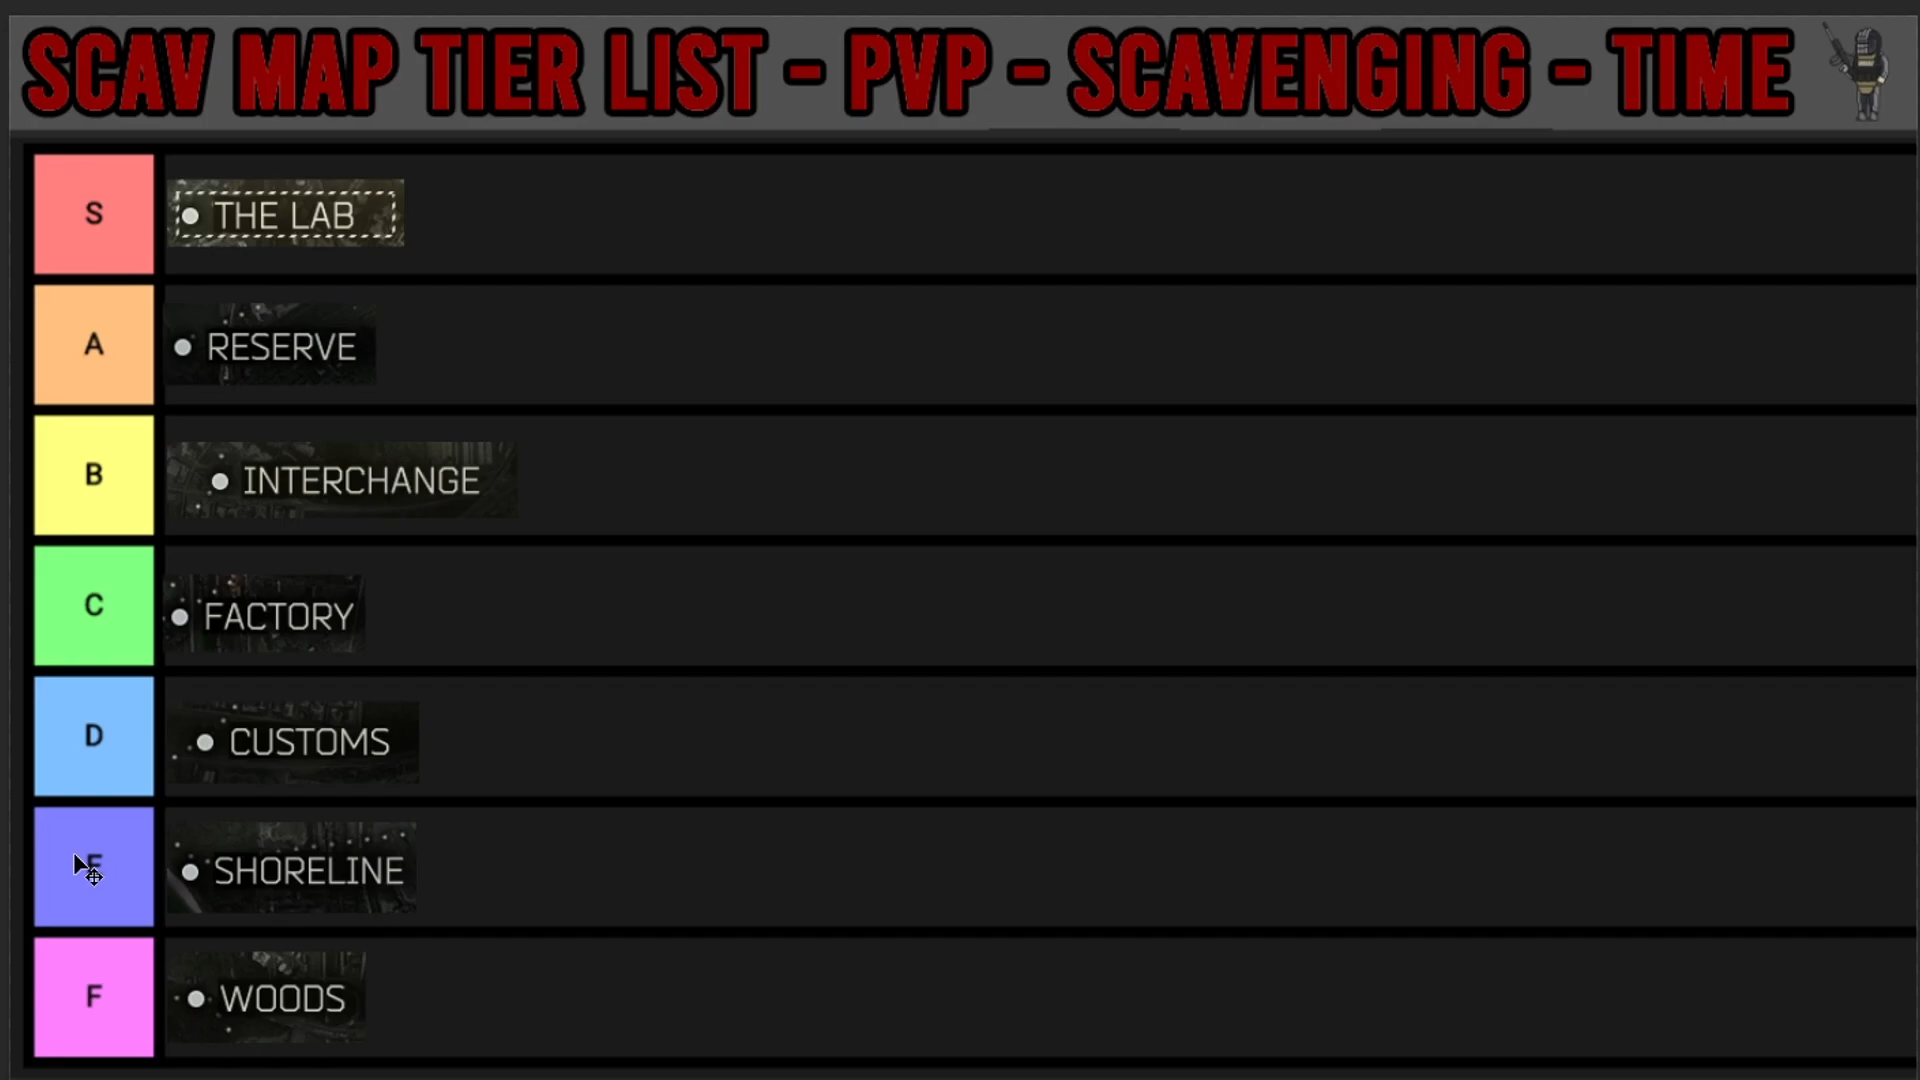 SCAV MAP TIER LIST - PVP - SCAVENGING - TIME
S
THE LAB
A
RESERVE
B
INTERCHANGE
C
FACTORY
D
CUSTOMS
E
SHORELINE
F
WOODS